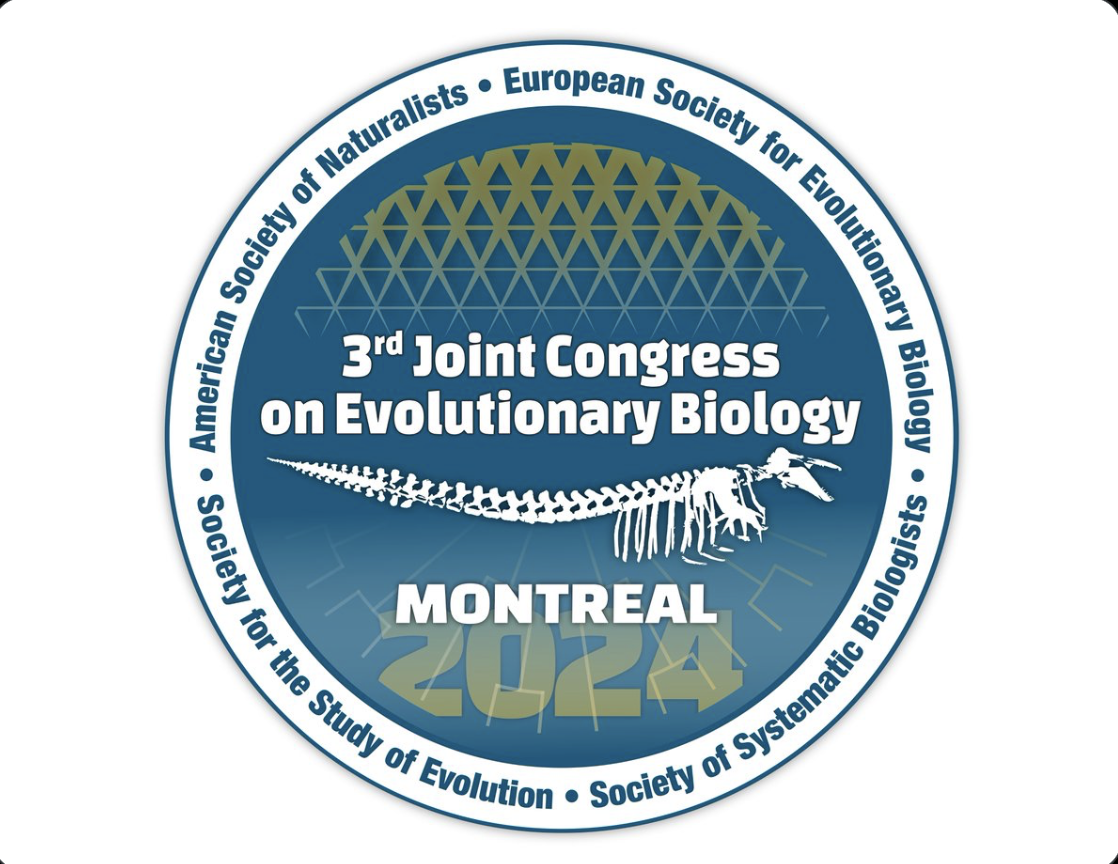 American Society of Naturalists • European Society for Evolutionary Biology •
3rd Joint Congress
on Evolutionary Biology
MONTREAL
2024
Society for the Study of Evolution • Society of Systematic Biologists •